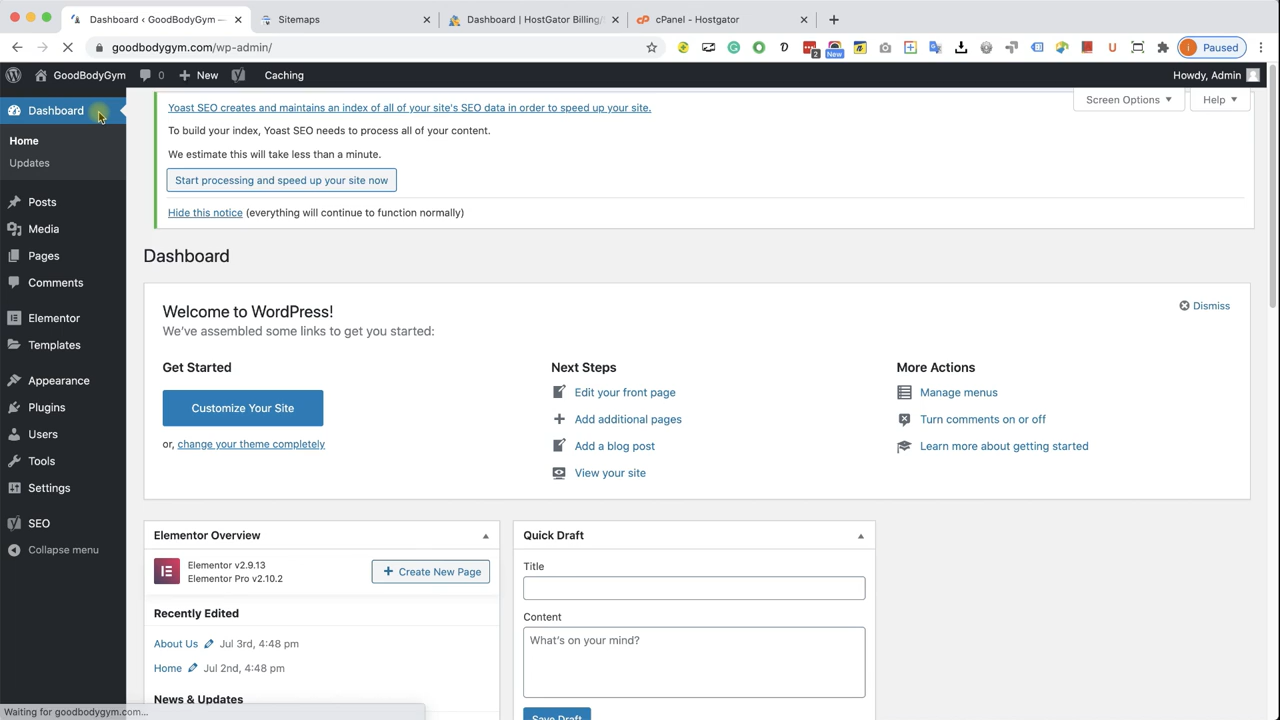 Dashboard ‹ GoodBodyGym —
Sitemaps
Dashboard | HostGator Billing/
cPanel - Hostgator
goodbodygym.com/wp-admin/
2
New
Paused
GoodBodyGym
0
New
Caching
Howdy, Admin
Dashboard
Home
Updates
Posts
Media
Pages
Comments
Elementor
Templates
Appearance
Plugins
Users
Tools
Settings
SEO
Collapse menu
Screen Options
Help
Yoast SEO creates and maintains an index of all of your site's SEO data in order to speed up your site.
To build your index, Yoast SEO needs to process all of your content.
We estimate this will take less than a minute.
Start processing and speed up your site now
Hide this notice (everything will continue to function normally)
Dashboard
Welcome to WordPress!
We've assembled some links to get you started:
Dismiss
Get Started
Customize Your Site
or, change your theme completely
Next Steps
Edit your front page
Add additional pages
Add a blog post
View your site
More Actions
Manage menus
Turn comments on or off
Learn more about getting started
Elementor Overview
Elementor v2.9.13
Elementor Pro v2.10.2
Create New Page
Recently Edited
About Us Jul 3rd, 4:48 pm
Home Jul 2nd, 4:48 pm
News & Updates
Quick Draft
Title
Content
What's on your mind?
Save Draft
Waiting for goodbodygym.com...